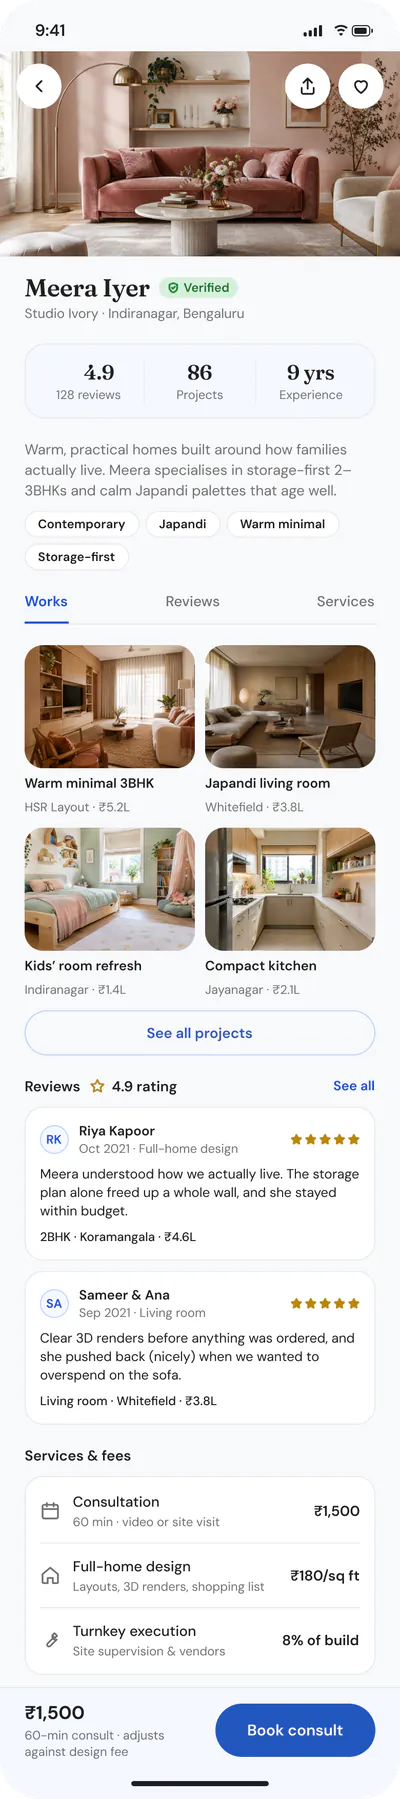 9:41
Meera Iyer
Verified
Studio Ivory · Indiranagar, Bengaluru
4.9
128 reviews
86
Projects
9 yrs
Experience
Warm, practical homes built around how families
actually live. Meera specialises in storage-first 2–
3BHKs and calm Japandi palettes that age well.
Contemporary
Japandi
Warm minimal
Storage-first
Works
Reviews
Services
Warm minimal 3BHK
HSR Layout · ₹5.2L
Japandi living room
Whitefield · ₹3.8L
Kids’ room refresh
Indiranagar · ₹1.4L
Compact kitchen
Jayanagar · ₹2.1L
See all projects
Reviews
4.9 rating
See all
RK
Riya Kapoor
Oct 2021 · Full-home design
Meera understood how we actually live. The storage
plan alone freed up a whole wall, and she stayed
within budget.
2BHK · Koramangala · ₹4.6L
SA
Sameer & Ana
Sep 2021 · Living room
Clear 3D renders before anything was ordered, and
she pushed back (nicely) when we wanted to
overspend on the sofa.
Living room · Whitefield · ₹3.8L
Services & fees
Consultation
60 min · video or site visit
₹1,500
Full-home design
Layouts, 3D renders, shopping list
₹180/sq ft
Turnkey execution
Site supervision & vendors
8% of build
₹1,500
60-min consult · adjusts
against design fee
Book consult